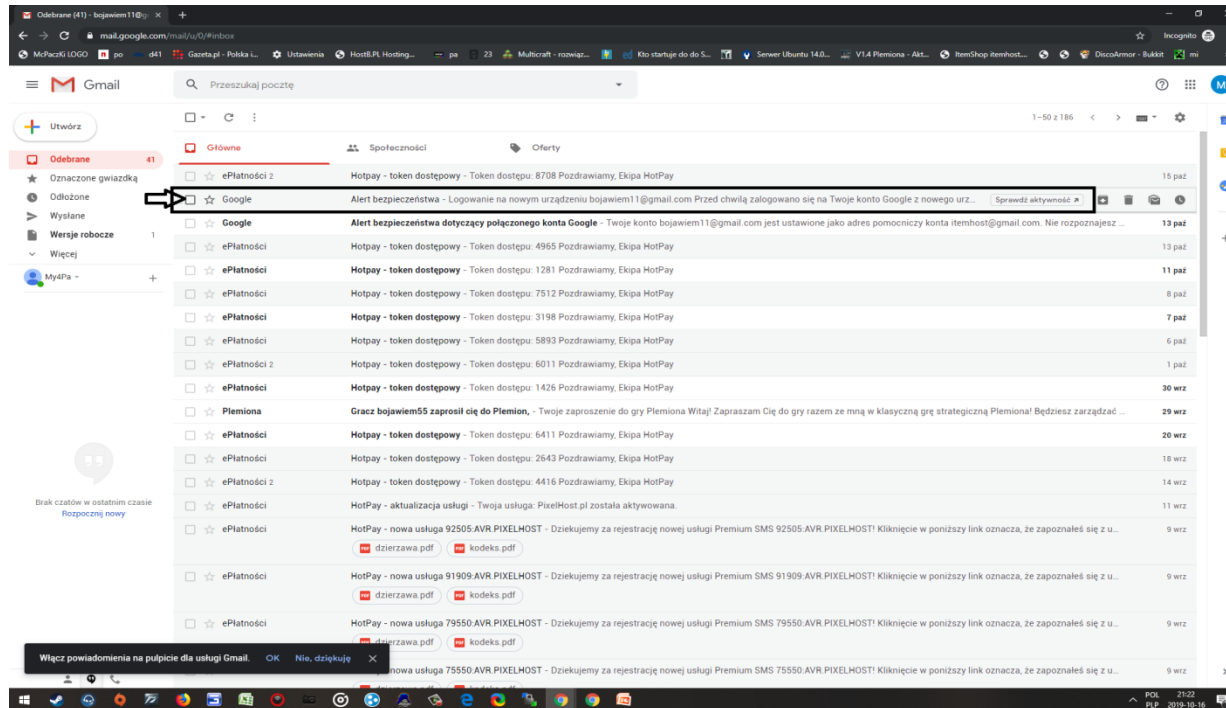 Odebrane (41) - bojawiem11@g
mail.google.com/mail/u/0/#inbox
Incognito
McPaczKi LOGO po d41 Gazeta.pl - Polska i... Ustawienia HostB.PL Hosting... pa 23 Multicraft - rozwiąz... Kto startuje do do S... Serwer Ubuntu 14.0... V1.4 Plemiona - Akt... ItemShop itemhost.... DiscoArmor - Bukkit mi
Gmail
Przeszukaj pocztę
M
Utwórz
1–50 z 186
Główne Społeczności Oferty
Odebrane 41
Oznaczone gwiazdką
Odłożone
Wysłane
Wersje robocze 1
Więcej
My4Pa
ePłatności 2 Hotpay - token dostępowy - Token dostępu: 8708 Pozdrawiamy, Ekipa HotPay 15 paź
Google Alert bezpieczeństwa - Logowanie na nowym urządzeniu bojawiem11@gmail.com Przed chwilą zalogowano się na Twoje konto Google z nowego urz... Sprawdź aktywność
Google Alert bezpieczeństwa dotyczący połączonego konta Google - Twoje konto bojawiem11@gmail.com jest ustawione jako adres pomocniczy konta itemhost@gmail.com. Nie rozpoznajesz ... 13 paź
ePłatności Hotpay - token dostępowy - Token dostępu: 4965 Pozdrawiamy, Ekipa HotPay 13 paź
ePłatności Hotpay - token dostępowy - Token dostępu: 1281 Pozdrawiamy, Ekipa HotPay 11 paź
ePłatności Hotpay - token dostępowy - Token dostępu: 7512 Pozdrawiamy, Ekipa HotPay 8 paź
ePłatności Hotpay - token dostępowy - Token dostępu: 3198 Pozdrawiamy, Ekipa HotPay 7 paź
ePłatności Hotpay - token dostępowy - Token dostępu: 5893 Pozdrawiamy, Ekipa HotPay 6 paź
ePłatności 2 Hotpay - token dostępowy - Token dostępu: 6011 Pozdrawiamy, Ekipa HotPay 1 paź
ePłatności Hotpay - token dostępowy - Token dostępu: 1426 Pozdrawiamy, Ekipa HotPay 30 wrz
Plemiona Gracz bojawiem55 zaprosił cię do Plemion, - Twoje zaproszenie do gry Plemiona Witaj! Zapraszam Cię do gry razem ze mną w klasyczną grę strategiczną Plemiona! Będziesz zarządzać ... 29 wrz
ePłatności Hotpay - token dostępowy - Token dostępu: 6411 Pozdrawiamy, Ekipa HotPay 20 wrz
ePłatności Hotpay - token dostępowy - Token dostępu: 2643 Pozdrawiamy, Ekipa HotPay 18 wrz
ePłatności 2 Hotpay - token dostępowy - Token dostępu: 4416 Pozdrawiamy, Ekipa HotPay 14 wrz
ePłatności HotPay - aktualizacja usługi - Twoja usługa: PixelHost.pl została aktywowana. 11 wrz
ePłatności HotPay - nowa usługa 92505:AVR.PIXELHOST - Dziekujemy za rejestrację nowej usługi Premium SMS 92505:AVR.PIXELHOST! Kliknięcie w poniższy link oznacza, że zapoznałeś się z u... 9 wrz
PDF dzierzawa.pdf PDF kodeks.pdf
ePłatności HotPay - nowa usługa 91909:AVR.PIXELHOST - Dziekujemy za rejestrację nowej usługi Premium SMS 91909:AVR.PIXELHOST! Kliknięcie w poniższy link oznacza, że zapoznałeś się z u... 9 wrz
PDF dzierzawa.pdf PDF kodeks.pdf
ePłatności HotPay - nowa usługa 79550:AVR.PIXELHOST - Dziekujemy za rejestrację nowej usługi Premium SMS 79550:AVR.PIXELHOST! Kliknięcie w poniższy link oznacza, że zapoznałeś się z u... 9 wrz
dzierzawa.pdf PDF kodeks.pdf
nowa usługa 75550:AVR.PIXELHOST - Dziekujemy za rejestrację nowej usługi Premium SMS 75550:AVR.PIXELHOST! Kliknięcie w poniższy link oznacza, że zapoznałeś się z u... 9 wrz
Brak czatów w ostatnim czasie
Rozpocznij nowy
Włącz powiadomienia na pulpicie dla usługi Gmail. OK Nie, dziękuję
POL 21:22
PLP 2019-10-16